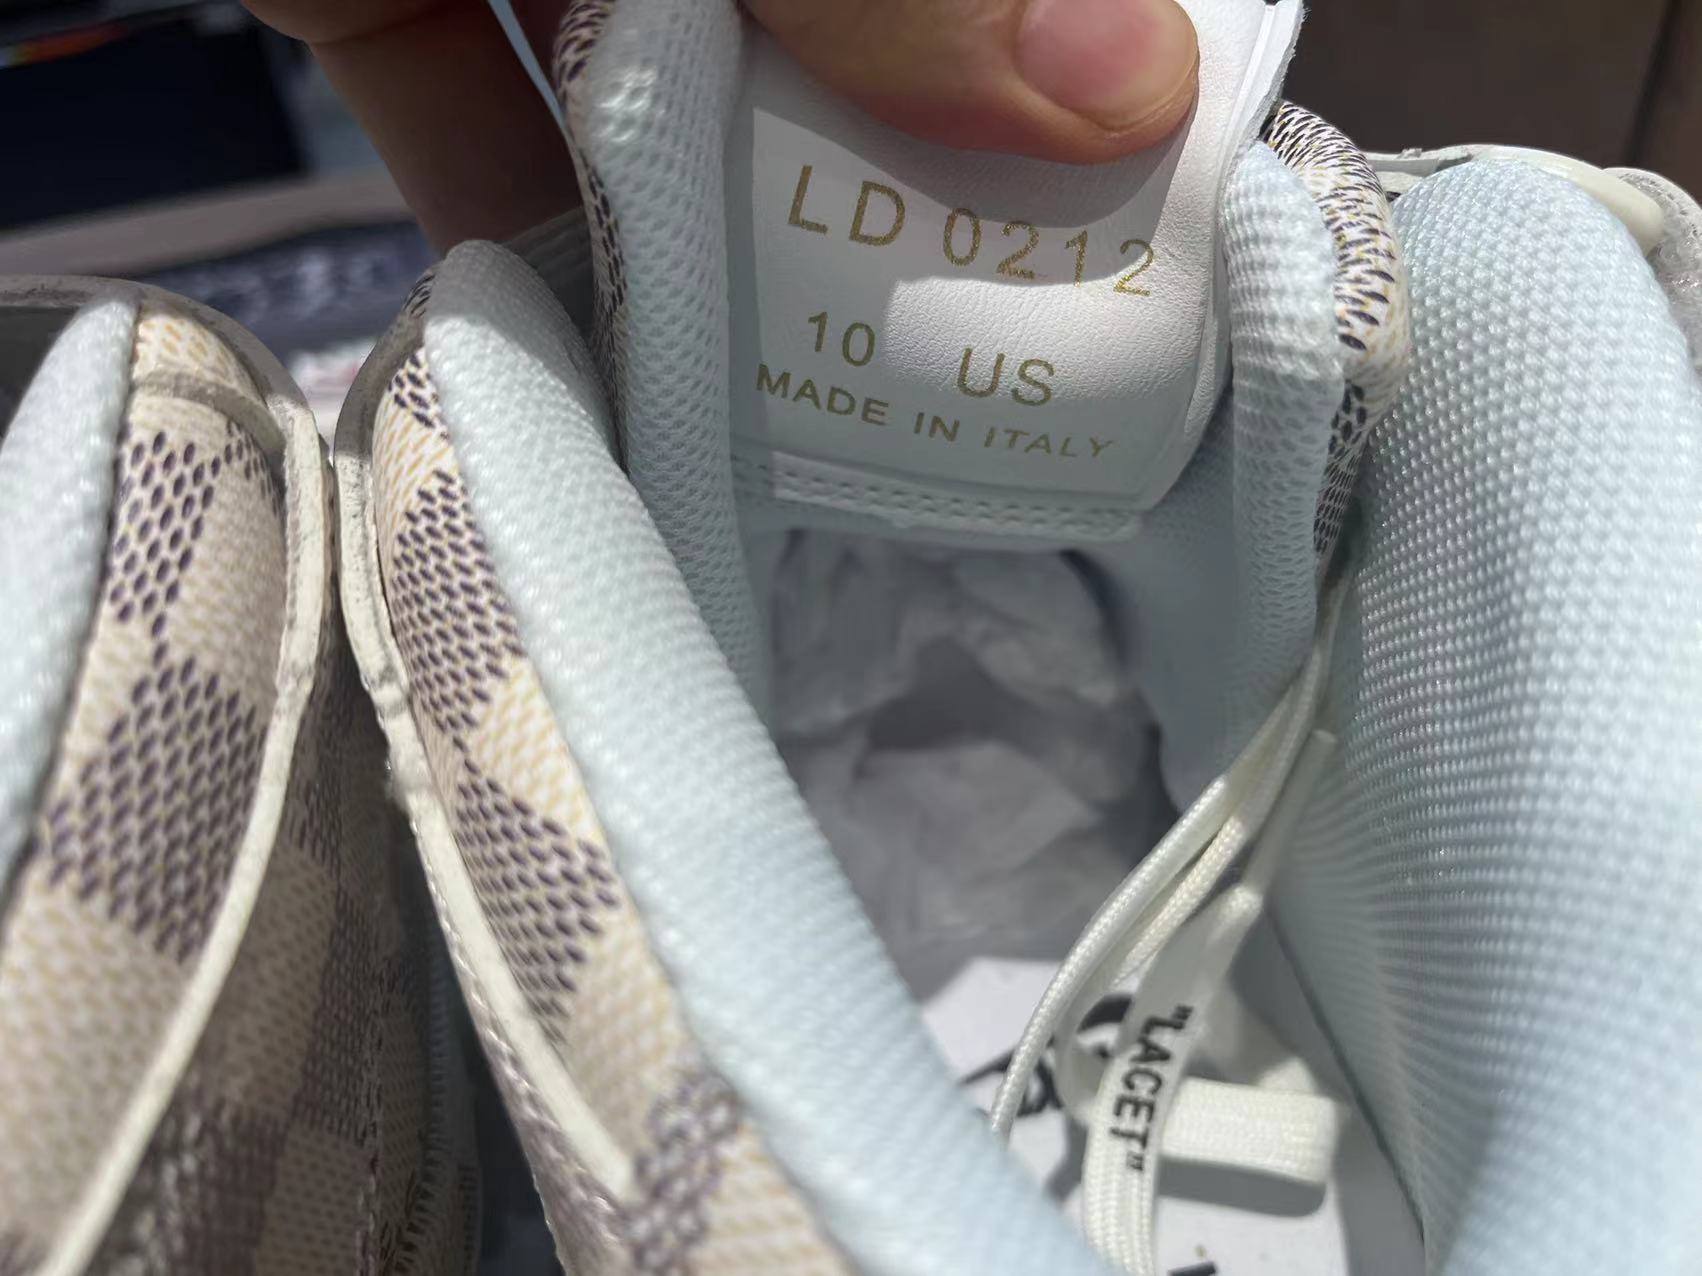 LD 0212
10 US
MADE IN ITALY
"LACET"